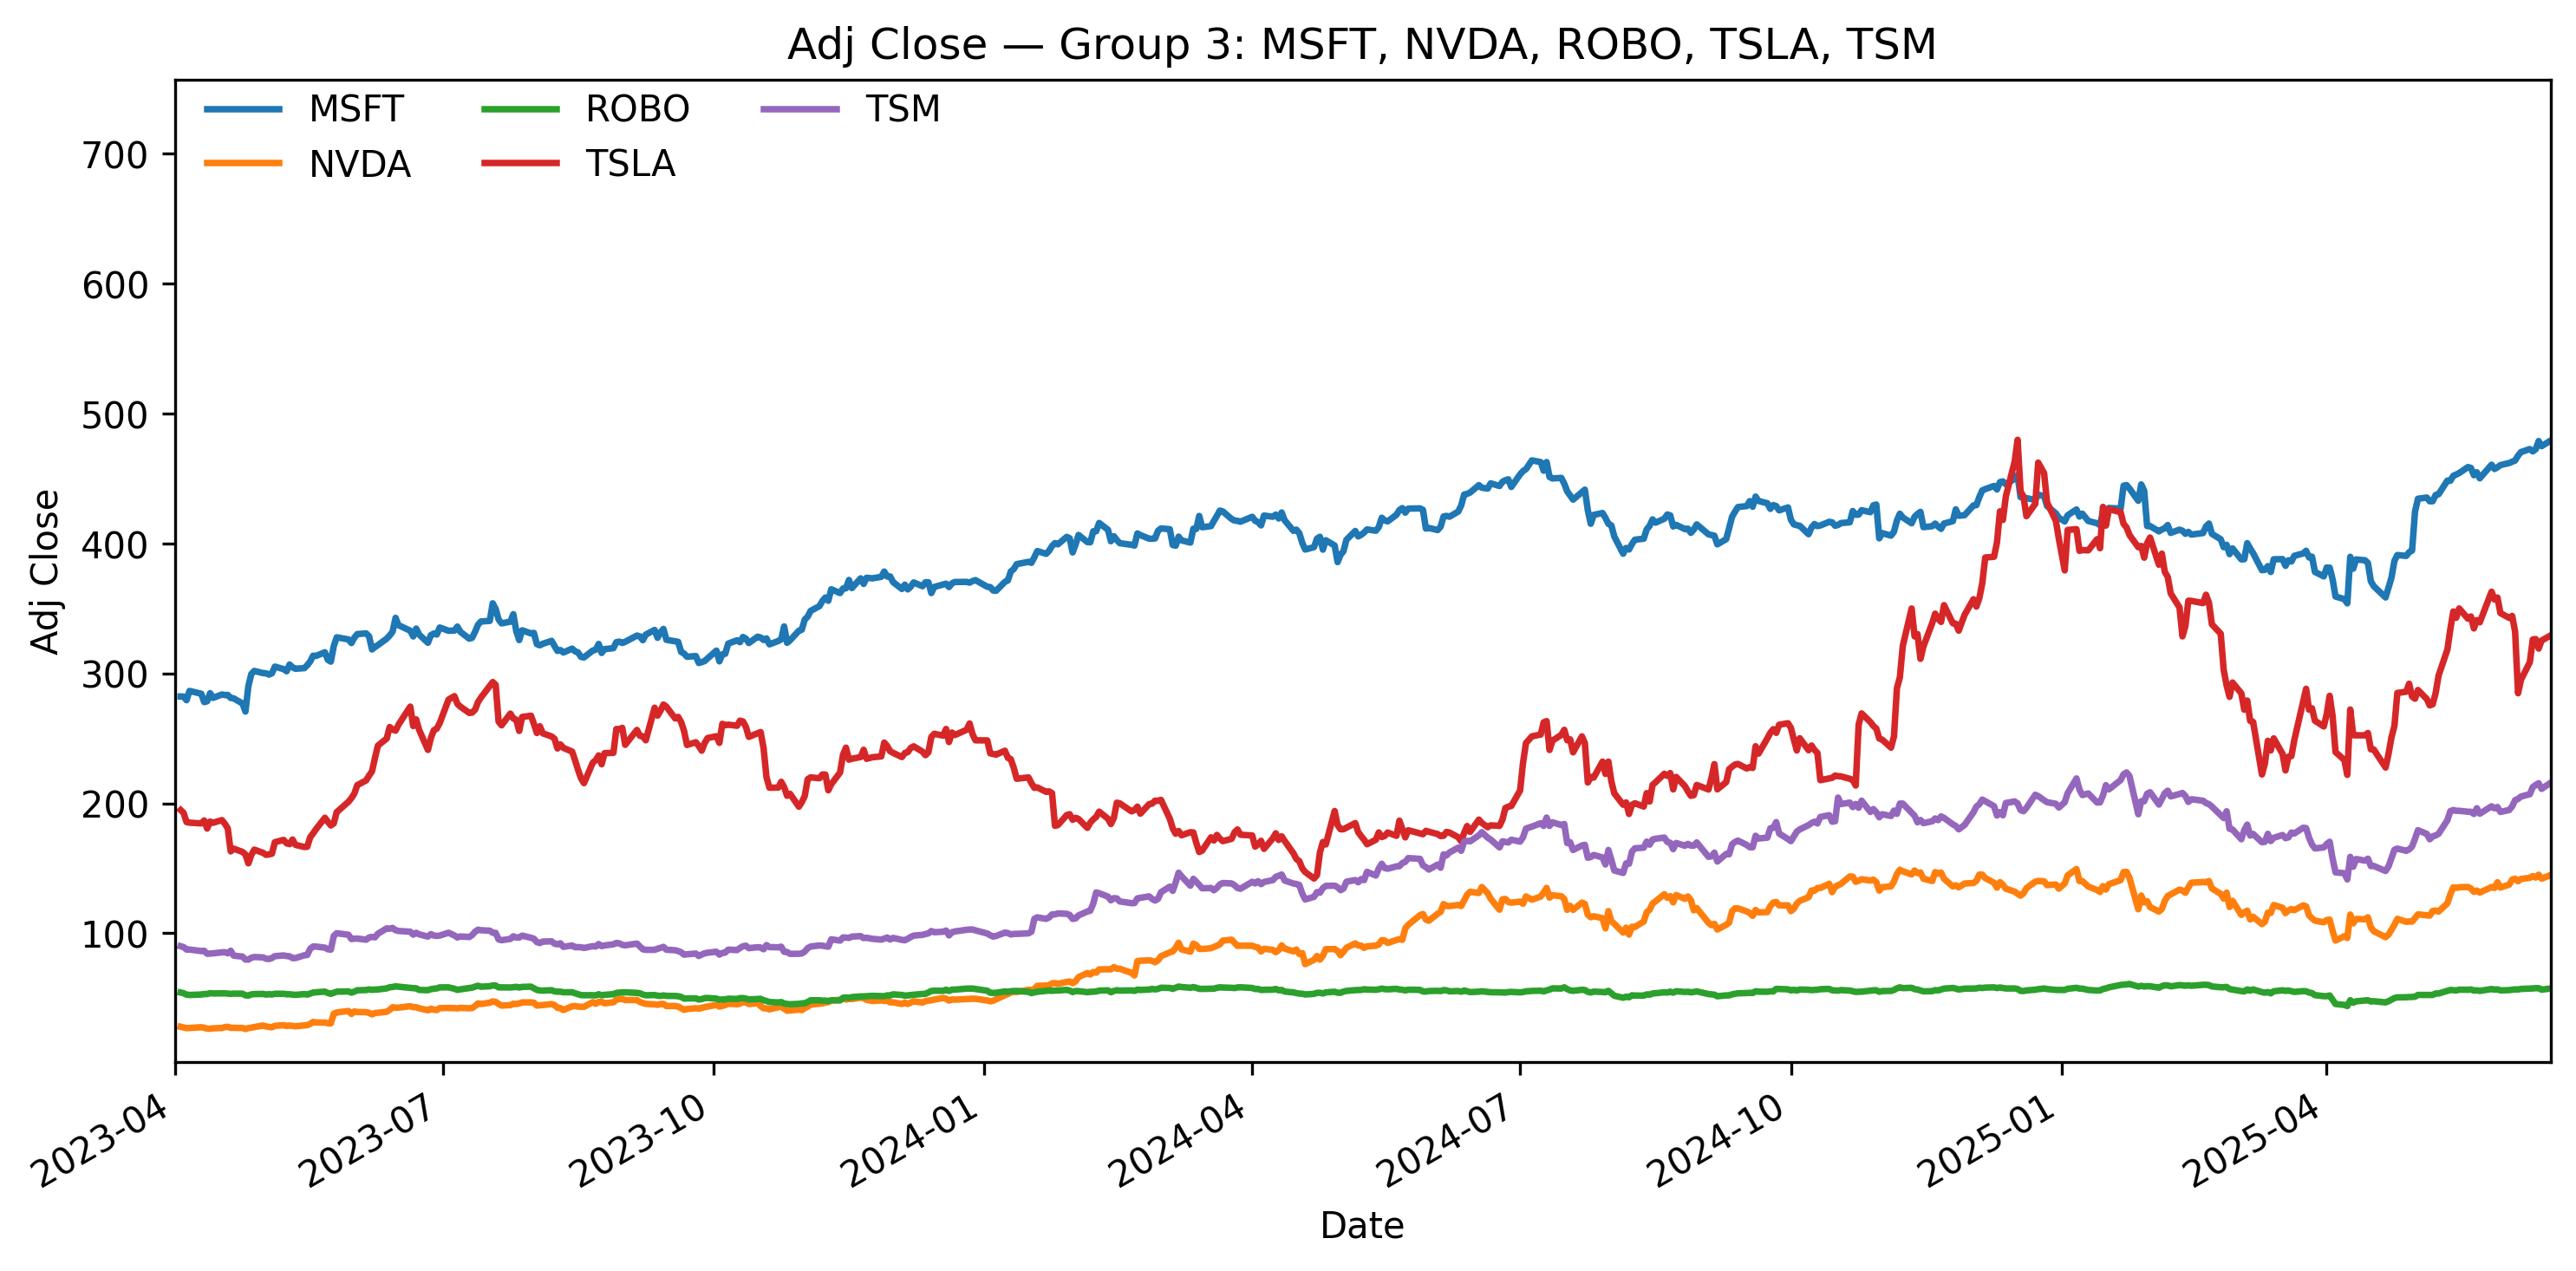 Adj Close — Group 3: MSFT, NVDA, ROBO, TSLA, TSM
MSFT
NVDA
ROBO
TSLA
TSM
700
600
500
400
300
200
100
Adj Close
2023-04
2023-07
2023-10
2024-01
2024-04
2024-07
2024-10
2025-01
2025-04
Date